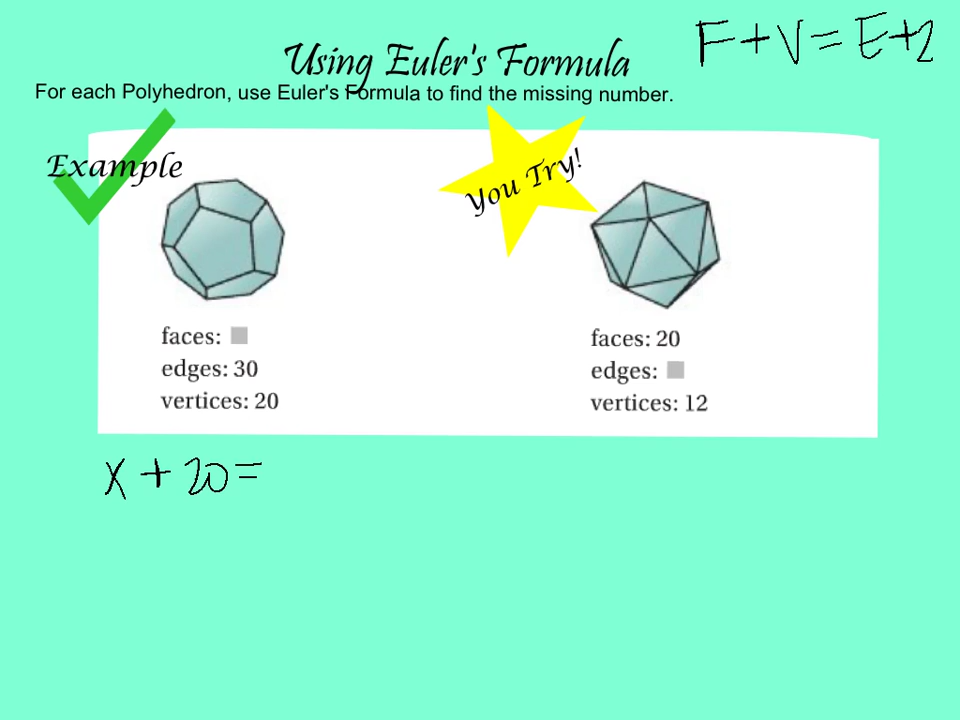 F+V=E+2
Using Euler's Formula
For each Polyhedron, use Euler's Formula to find the missing number.
Example
You Try!
faces:
edges: 30
vertices: 20
faces: 20
edges:
vertices: 12
x + 20 =